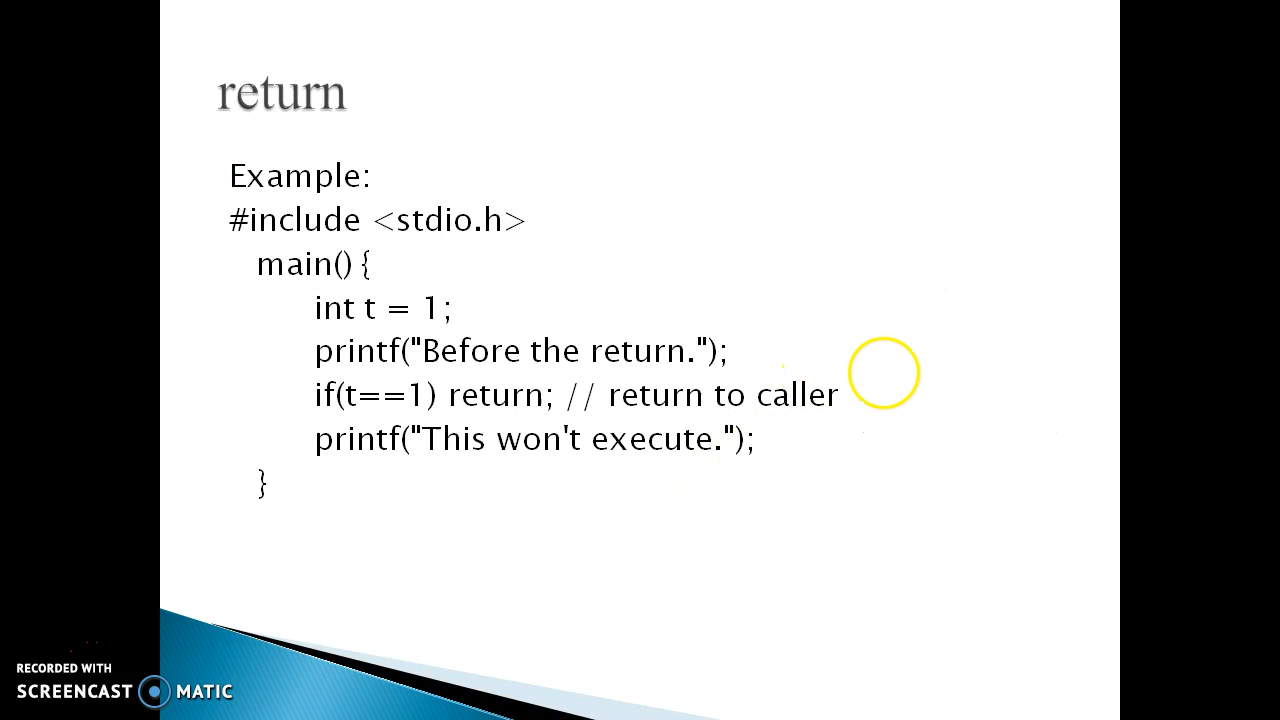 return
Example:
#include <stdio.h>
main() {
int t = 1;
printf("Before the return.");
if(t==1) return; // return to caller
printf("This won't execute.");
}
RECORDED WITH
SCREENCAST MATIC